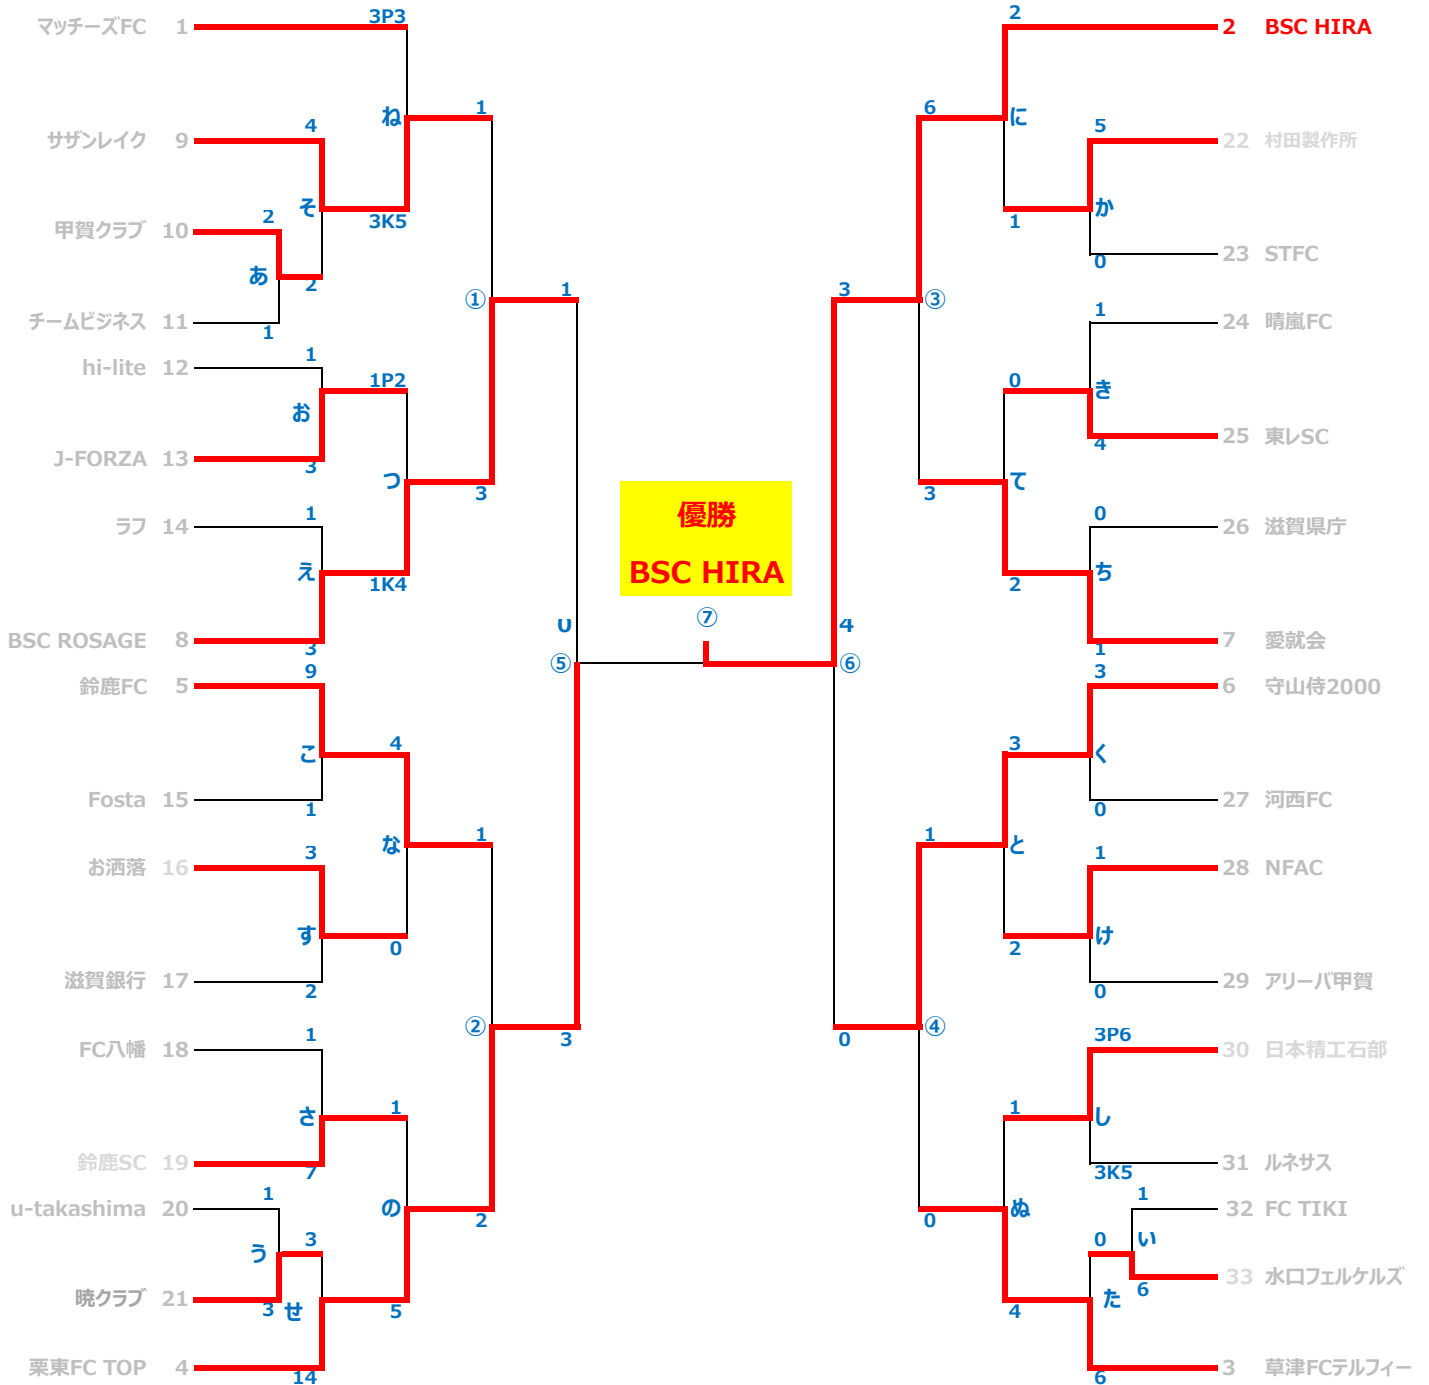 3P3
2
マッチーズFC 1
2 BSC HIRA
ね
1
6
に
4
5
サザンレイク 9
22 村田製作所
そ
か
2
3K5
1
甲賀クラブ 10
23 STFC
あ
2
0
①
1
3
③
1
チームビジネス 11
24 晴嵐FC
1
1
hi-lite 12
1P2
0
き
お
J-FORZA 13
25 東レSC
3
4
つ
3
3
て
優勝
1
0
ラフ 14
26 滋賀県庁
え
BSC HIRA
ち
1K4
2
⑦
0
4
BSC ROSAGE 8
7 愛就会
3
1
⑤
⑥
9
3
鈴鹿FC 5
6 守山侍2000
こ
4
3
く
Fosta 15
27 河西FC
1
0
な
1
1
と
3
1
お洒落 16
28 NFAC
す
け
0
2
滋賀銀行 17
29 アリーバ甲賀
2
0
②
④
3
0
1
3P6
FC八幡 18
30 日本精工石部
さ
1
1
し
鈴鹿SC 19
31 ルネサス
7
3K5
1
1
u-takashima 20
の
ぬ
32 FC TIKI
2
0
う
3
0
い
33 水口フェルケルズ
暁クラブ 21
3
せ
5
4
た
6
栗東FC TOP 4
3 草津FCテルフィー
14
6